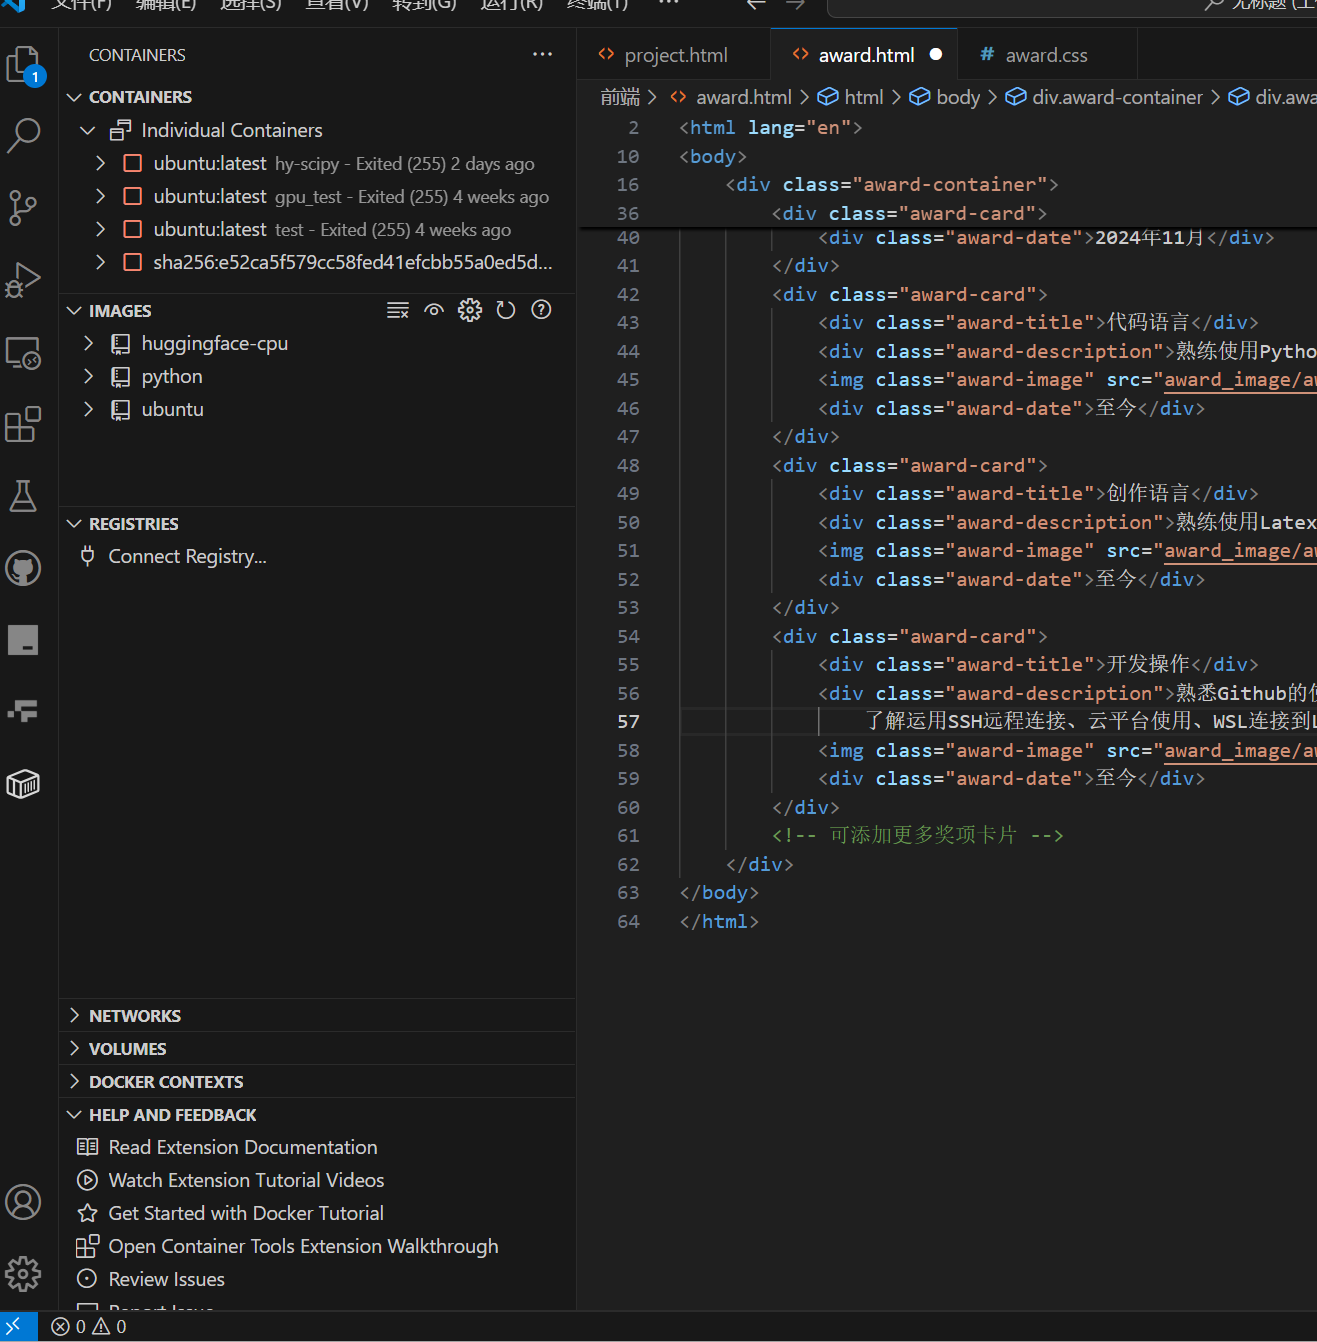 文件(F) 编辑(E) 选择(S) 查看(V) 转到(G) 运行(R) 终端(T) ··· 无标题 (工
1
CONTAINERS
CONTAINERS
Individual Containers
ubuntu:latest hy-scipy - Exited (255) 2 days ago
ubuntu:latest gpu_test - Exited (255) 4 weeks ago
ubuntu:latest test - Exited (255) 4 weeks ago
sha256:e52ca5f579cc58fed41efcbb55a0ed5d...
IMAGES
huggingface-cpu
python
ubuntu
REGISTRIES
Connect Registry...
NETWORKS
VOLUMES
DOCKER CONTEXTS
HELP AND FEEDBACK
Read Extension Documentation
Watch Extension Tutorial Videos
Get Started with Docker Tutorial
Open Container Tools Extension Walkthrough
Review Issues
Report Issue
project.html award.html # award.css
前端 > award.html > html > body > div.award-container > div.awa
2 <html lang="en">
10 <body>
16 <div class="award-container">
36 <div class="award-card">
40 <div class="award-date">2024年11月</div>
41 </div>
42 <div class="award-card">
43 <div class="award-title">代码语言</div>
44 <div class="award-description">熟练使用Pytho
45 <img class="award-image" src="award_image/aw
46 <div class="award-date">至今</div>
47 </div>
48 <div class="award-card">
49 <div class="award-title">创作语言</div>
50 <div class="award-description">熟练使用Latex
51 <img class="award-image" src="award_image/aw
52 <div class="award-date">至今</div>
53 </div>
54 <div class="award-card">
55 <div class="award-title">开发操作</div>
56 <div class="award-description">熟悉Github的使
57 了解运用SSH远程连接、云平台使用、WSL连接到L
58 <img class="award-image" src="award_image/aw
59 <div class="award-date">至今</div>
60 </div>
61 <!-- 可添加更多奖项卡片 -->
62 </div>
63 </body>
64 </html>
0 0